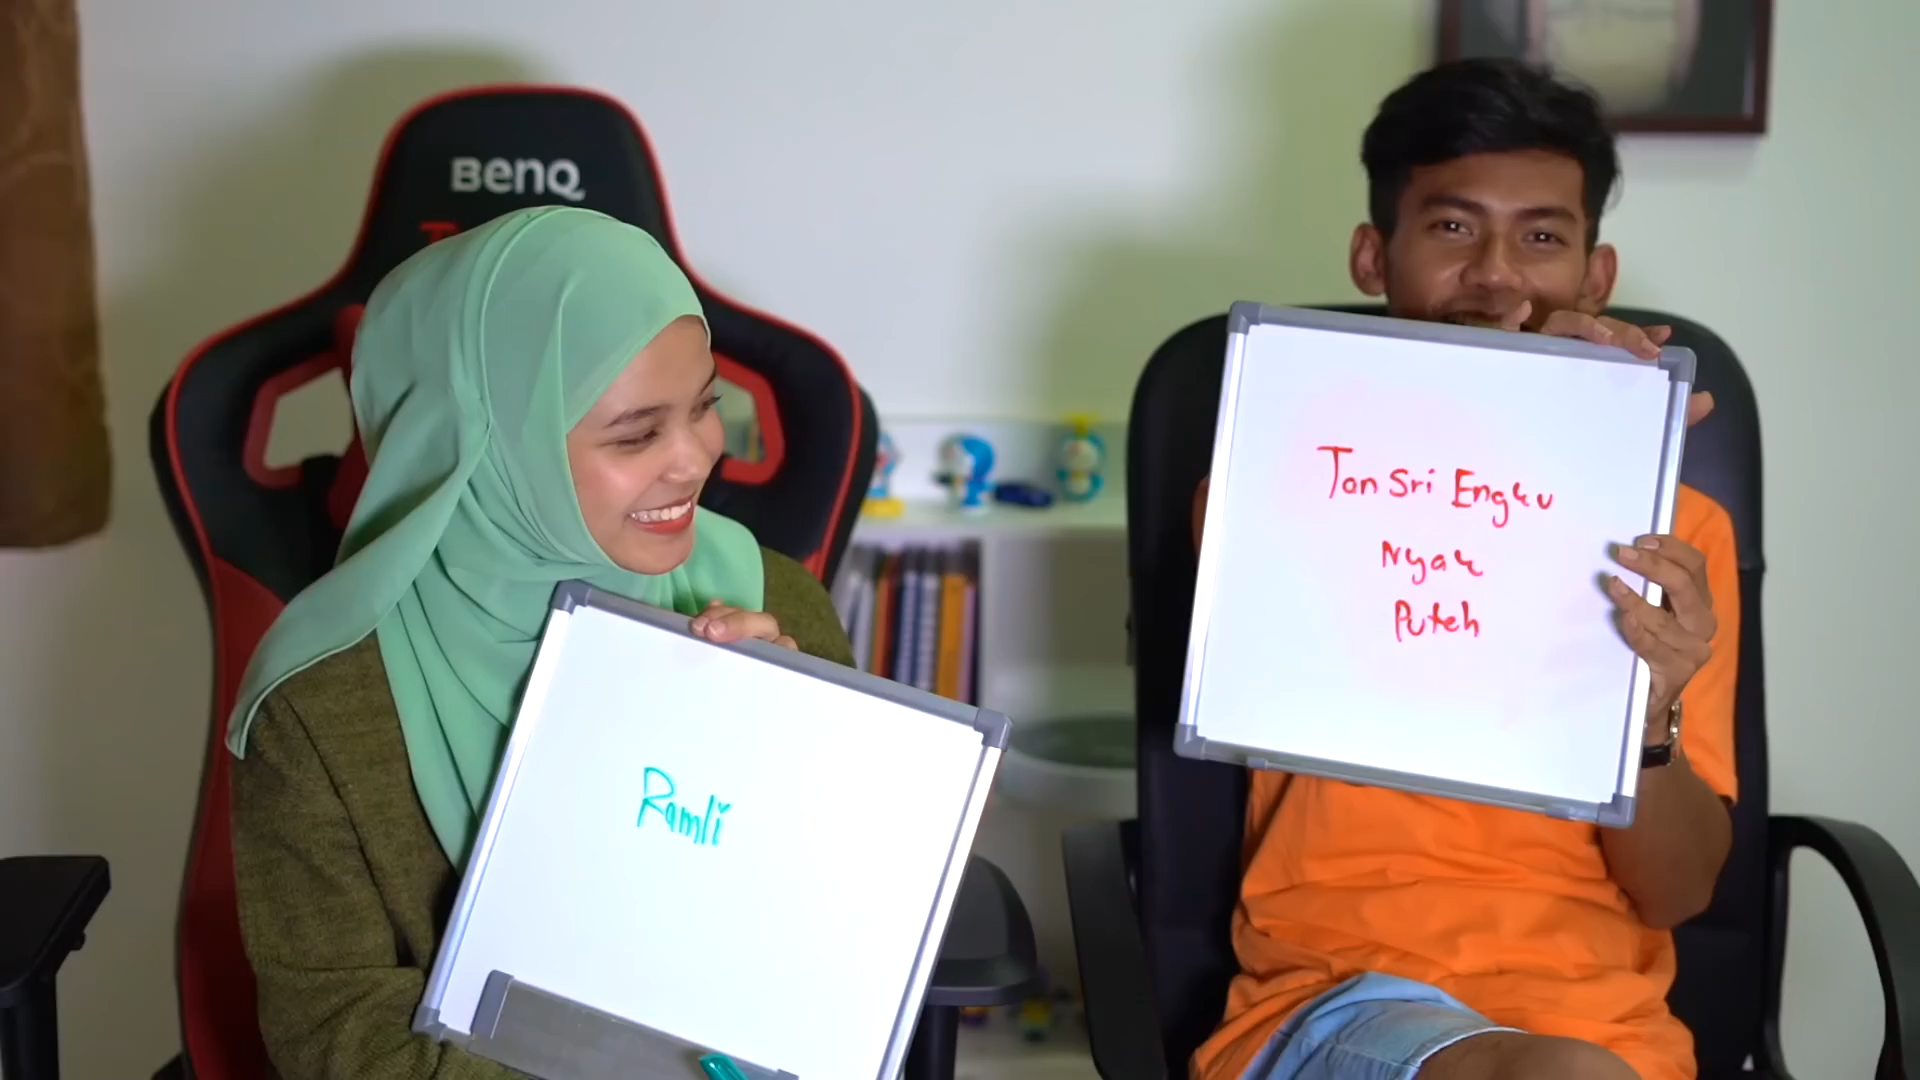 BenQ
Ramli
Tan Sri Engku
Nyak
Puteh